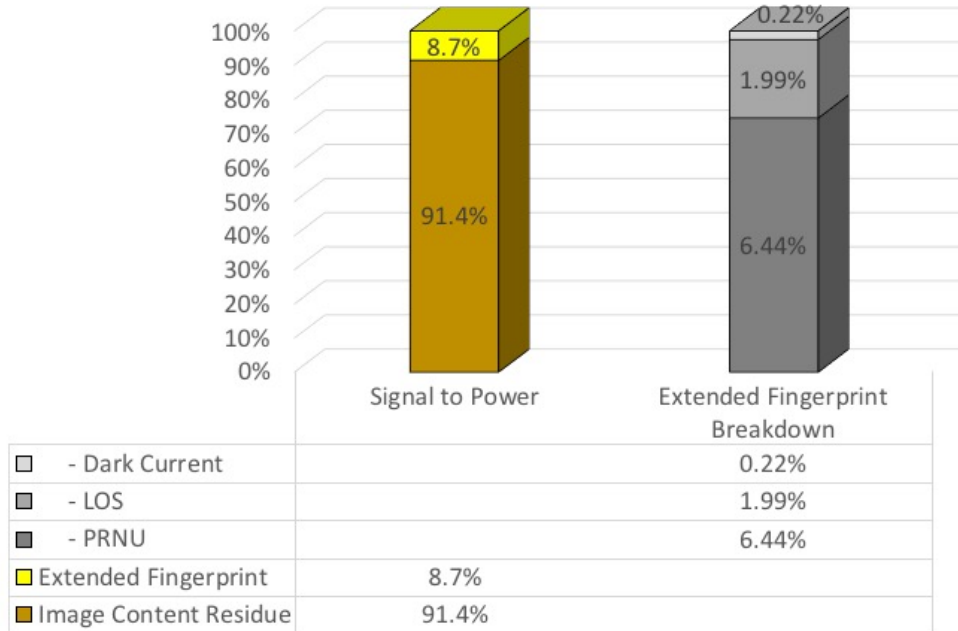 100%
90%
80%
70%
60%
50%
40%
30%
20%
10%
0%
8.7%
91.4%
0.22%
1.99%
6.44%
Signal to Power
Extended Fingerprint
Breakdown
- Dark Current 0.22%
- LOS 1.99%
- PRNU 6.44%
Extended Fingerprint 8.7%
Image Content Residue 91.4%